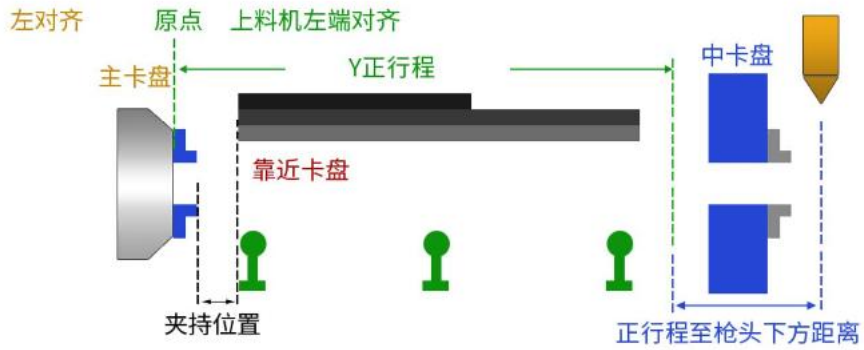 左对齐
原点
上料机左端对齐
主卡盘
Y正行程
中卡盘
靠近卡盘
夹持位置
正行程至枪头下方距离